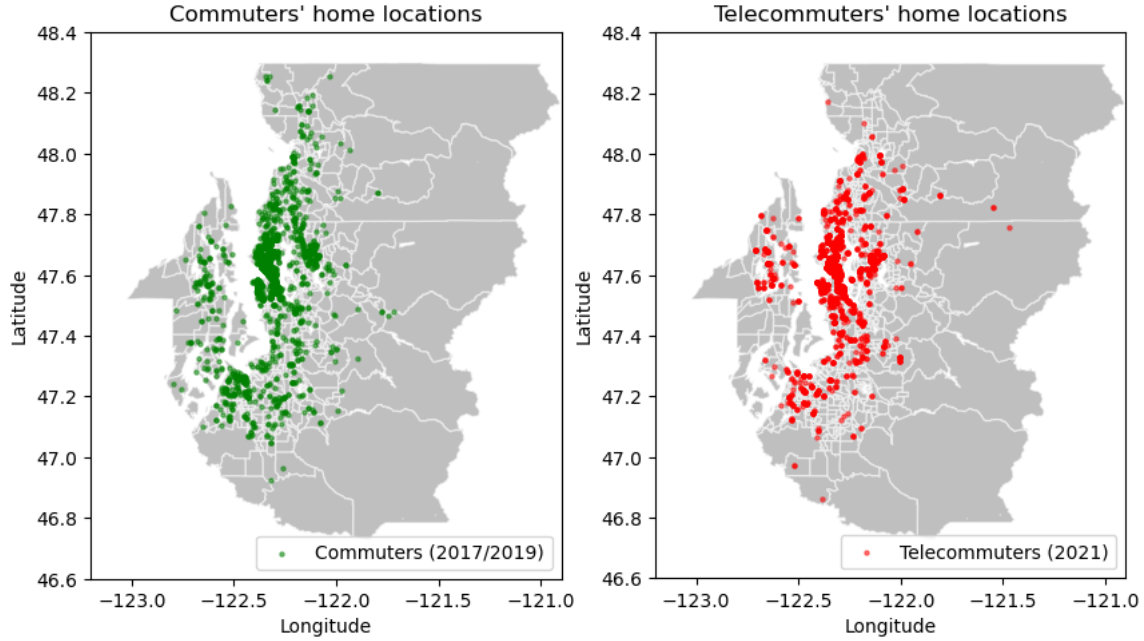 Commuters' home locations
48.4
48.2
48.0
47.8
47.6
47.4
47.2
47.0
46.8
46.6
Latitude
−123.0 −122.5 −122.0 −121.5 −121.0
Longitude
Commuters (2017/2019)
Telecommuters' home locations
48.4
48.2
48.0
47.8
47.6
47.4
47.2
47.0
46.8
46.6
Latitude
−123.0 −122.5 −122.0 −121.5 −121.0
Longitude
Telecommuters (2021)